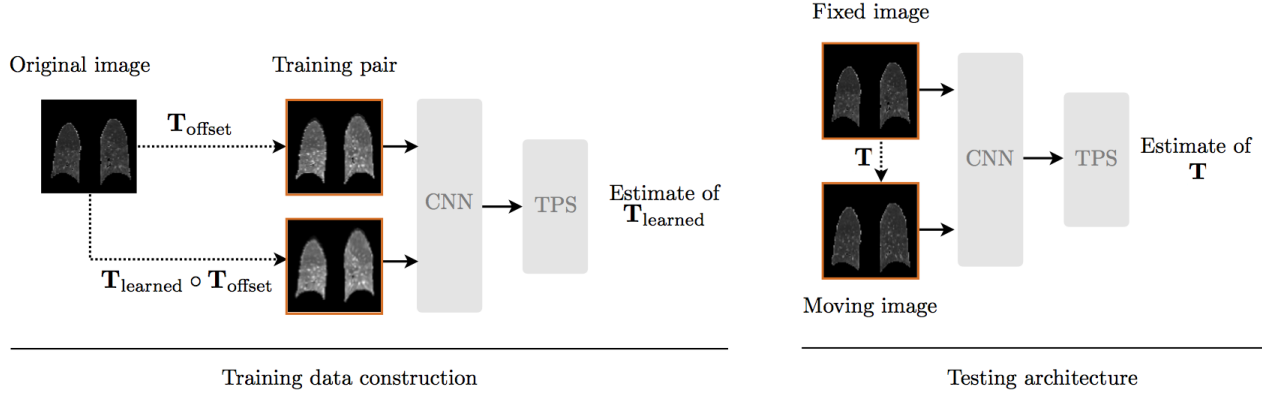 Original image
Training pair
T_offset
T_learned ∘ T_offset
CNN
TPS
Estimate of
T_learned
Training data construction
Fixed image
T
Moving image
CNN
TPS
Estimate of
T
Testing architecture